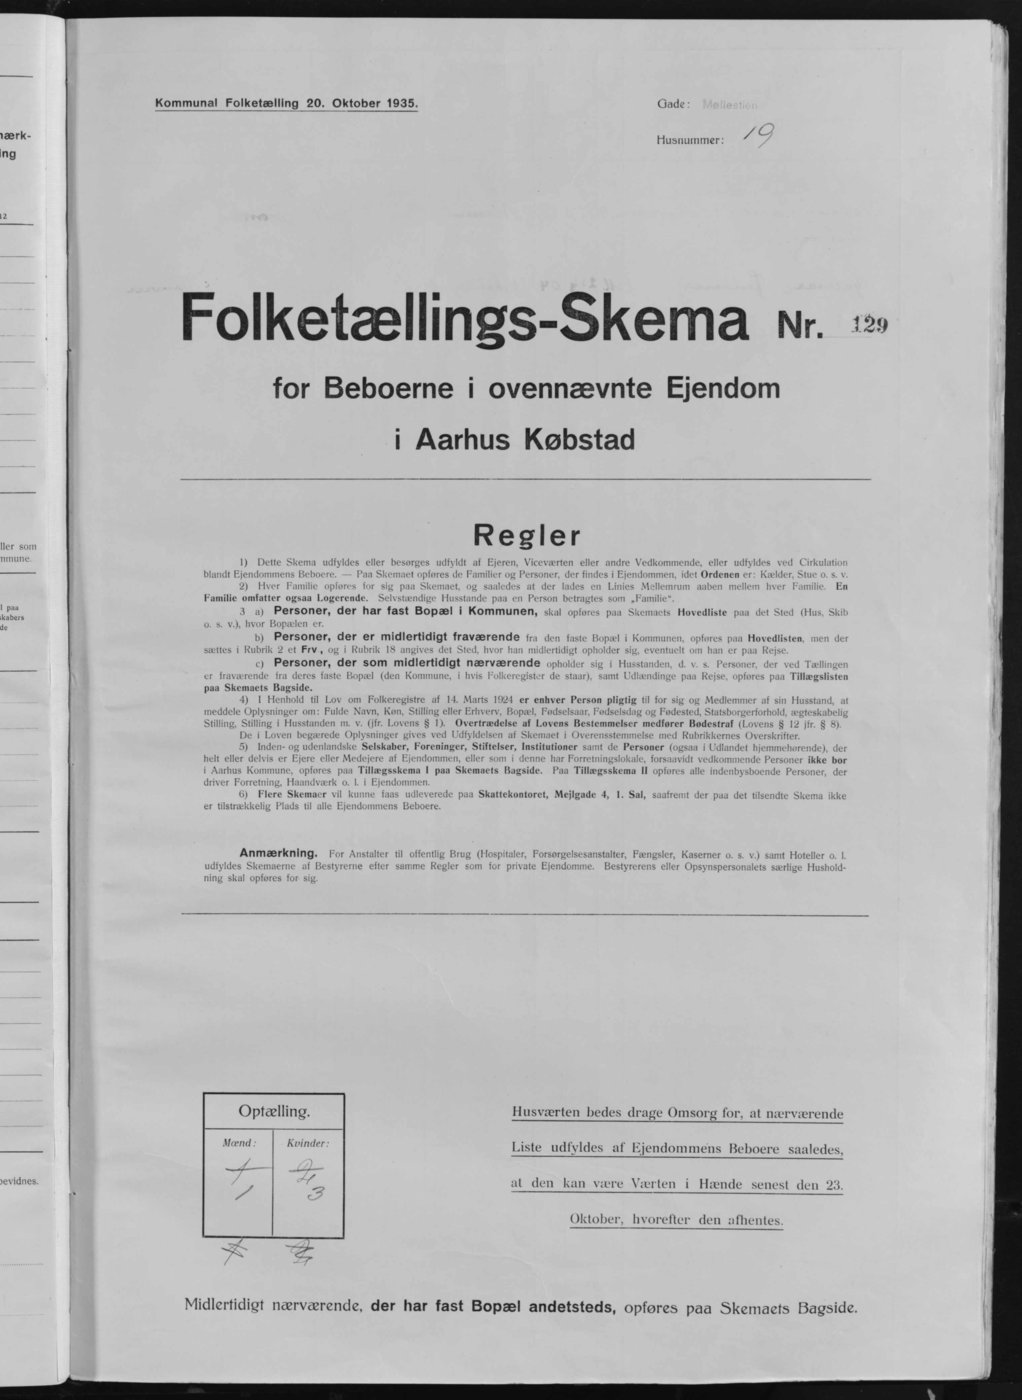 ærk-
ing
12
ller som
mmune.
l paa
skabers
de
bevidnes.
Kommunal Folketælling 20. Oktober 1935.
Gade: Møllestien
Husnummer: 19
Folketællings-Skema Nr. 129
for Beboerne i ovennævnte Ejendom
i Aarhus Købstad
Regler
1) Dette Skema udfyldes eller besørges udfyldt af Ejeren, Viceværten eller andre Vedkommende, eller udfyldes ved Cirkulation
blandt Ejendommens Beboere. — Paa Skemaet opføres de Familier og Personer, der findes i Ejendommen, idet Ordenen er: Kælder, Stue o. s. v.
2) Hver Familie opføres for sig paa Skemaet, og saaledes at der lades en Linies Mellemrum aaben mellem hver Familie. En
Familie omfatter ogsaa Logerende. Selvstændige Husstande paa en Person betragtes som „Familie“.
3 a) Personer, der har fast Bopæl i Kommunen, skal opføres paa Skemaets Hovedliste paa det Sted (Hus, Skib
o. s. v.), hvor Bopælen er.
b) Personer, der er midlertidigt fraværende fra den faste Bopæl i Kommunen, opføres paa Hovedlisten, men der
sættes i Rubrik 2 et Frv., og i Rubrik 18 angives det Sted, hvor han midlertidigt opholder sig, eventuelt om han er paa Rejse.
c) Personer, der som midlertidigt nærværende opholder sig i Husstanden, d. v. s. Personer, der ved Tællingen
er fraværende fra deres faste Bopæl (den Kommune, i hvis Folkeregister de staar), samt Udlændinge paa Rejse, opføres paa Tillægslisten
paa Skemaets Bagside.
4) I Henhold til Lov om Folkeregistre af 14. Marts 1924 er enhver Person pligtig til for sig og Medlemmer af sin Husstand, at
meddele Oplysninger om: Fulde Navn, Køn, Stilling eller Erhverv, Bopæl, Fødselsaar, Fødselsdag og Fødested, Statsborgerforhold, ægteskabelig
Stilling, Stilling i Husstanden m. v. (jfr. Lovens § 1). Overtrædelse af Lovens Bestemmelser medfører Bødestraf (Lovens § 12 jfr. § 8).
De i Loven begærede Oplysninger gives ved Udfyldelsen af Skemaet i Overensstemmelse med Rubrikkernes Overskrifter.
5) Inden- og udenlandske Selskaber, Foreninger, Stiftelser, Institutioner samt de Personer (ogsaa i Udlandet hjemmehørende), der
helt eller delvis er Ejere eller Medejere af Ejendommen, eller som i denne har Forretningslokale, forsaavidt vedkommende Personer ikke bor
i Aarhus Kommune, opføres paa Tillægsskema I paa Skemaets Bagside. Paa Tillægsskema II opføres alle indenbysboende Personer, der
driver Forretning, Haandværk o. l. i Ejendommen.
6) Flere Skemaer vil kunne faas udleverede paa Skattekontoret, Mejlgade 4, 1. Sal, saafremt der paa det tilsendte Skema ikke
er tilstrækkelig Plads til alle Ejendommens Beboere.
Anmærkning. For Anstalter til offentlig Brug (Hospitaler, Forsørgelsesanstalter, Fængsler, Kaserner o. s. v.) samt Hoteller o. l.
udfyldes Skemaerne af Bestyrerne efter samme Regler som for private Ejendomme. Bestyrerens eller Opsynspersonalets særlige Hushold-
ning skal opføres for sig.
Optælling.
Mænd: Kvinder:
1 4
1 3
Husværten bedes drage Omsorg for, at nærværende
Liste udfyldes af Ejendommens Beboere saaledes,
at den kan være Værten i Hænde senest den 23.
Oktober, hvorefter den afhentes.
Midlertidigt nærværende, der har fast Bopæl andetsteds, opføres paa Skemaets Bagside.